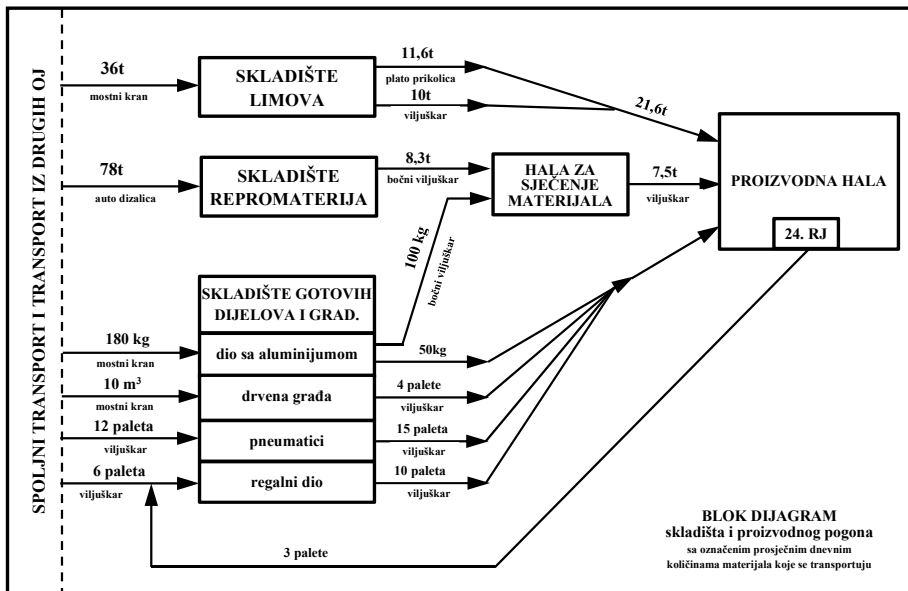 SPOLJNI TRANSPORT I TRANSPORT IZ DRUGIH OJ
36t
mostni kran
SKLADIŠTE
LIMOVA
11,6t
plato prikolica
10t
viljuškar
21,6t
78t
auto dizalica
SKLADIŠTE
REPROMATERIJA
8,3t
bočni viljuškar
HALA ZA
SJEČENJE
MATERIJALA
7,5t
viljuškar
PROIZVODNA HALA
24. RJ
100 kg
bočni viljuškar
SKLADIŠTE GOTOVIH
DIJELOVA I GRAD.
180 kg
mostni kran
dio sa aluminijumom
50kg
10 m³
mostni kran
drvena građa
4 palete
viljuškar
12 paleta
viljuškar
pneumatici
15 paleta
viljuškar
6 paleta
viljuškar
regalni dio
10 paleta
viljuškar
3 palete
BLOK DIJAGRAM
skladišta i proizvodnog pogona
sa označenim prosječnim dnevnim
količinama materijala koje se transportuju